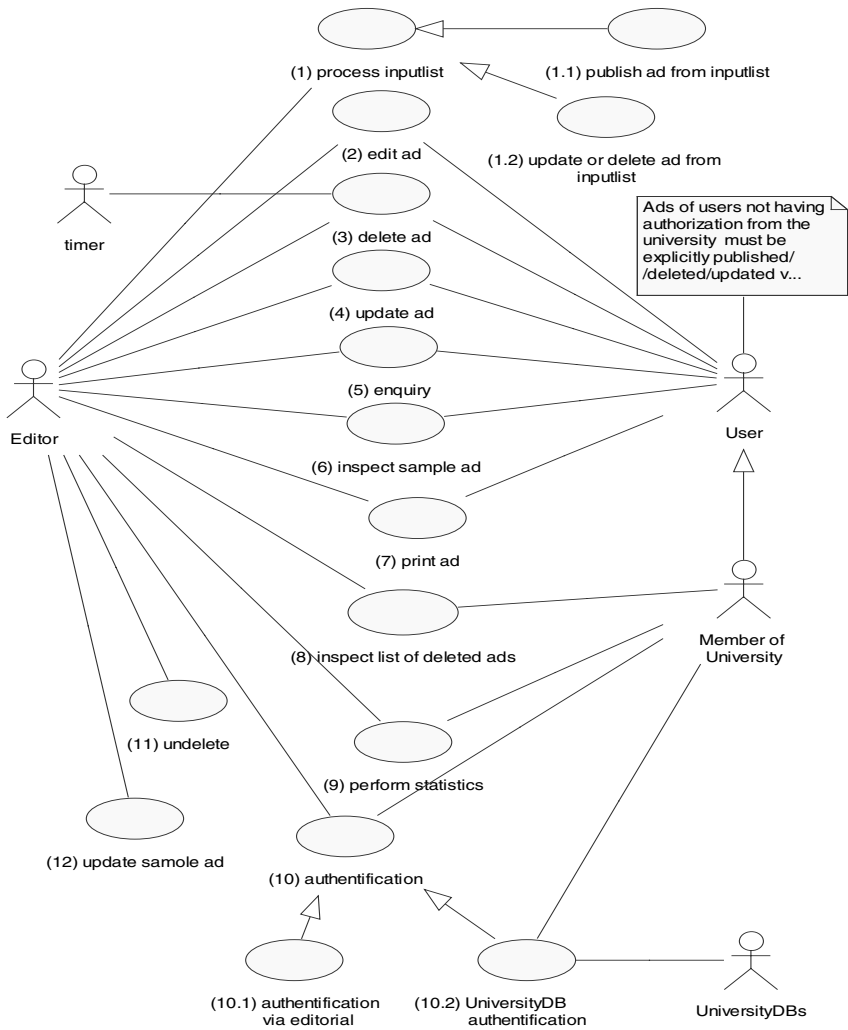 (1) process inputlist
(1.1) publish ad from inputlist
(2) edit ad
(1.2) update or delete ad from
inputlist
timer
(3) delete ad
Ads of users not having
authorization from the
university must be
explicitly published/
/deleted/updated v...
(4) update ad
(5) enquiry
Editor
User
(6) inspect sample ad
(7) print ad
(8) inspect list of deleted ads
Member of
University
(11) undelete
(9) perform statistics
(12) update samole ad
(10) authentification
(10.1) authentification
via editorial
(10.2) UniversityDB
authentification
UniversityDBs